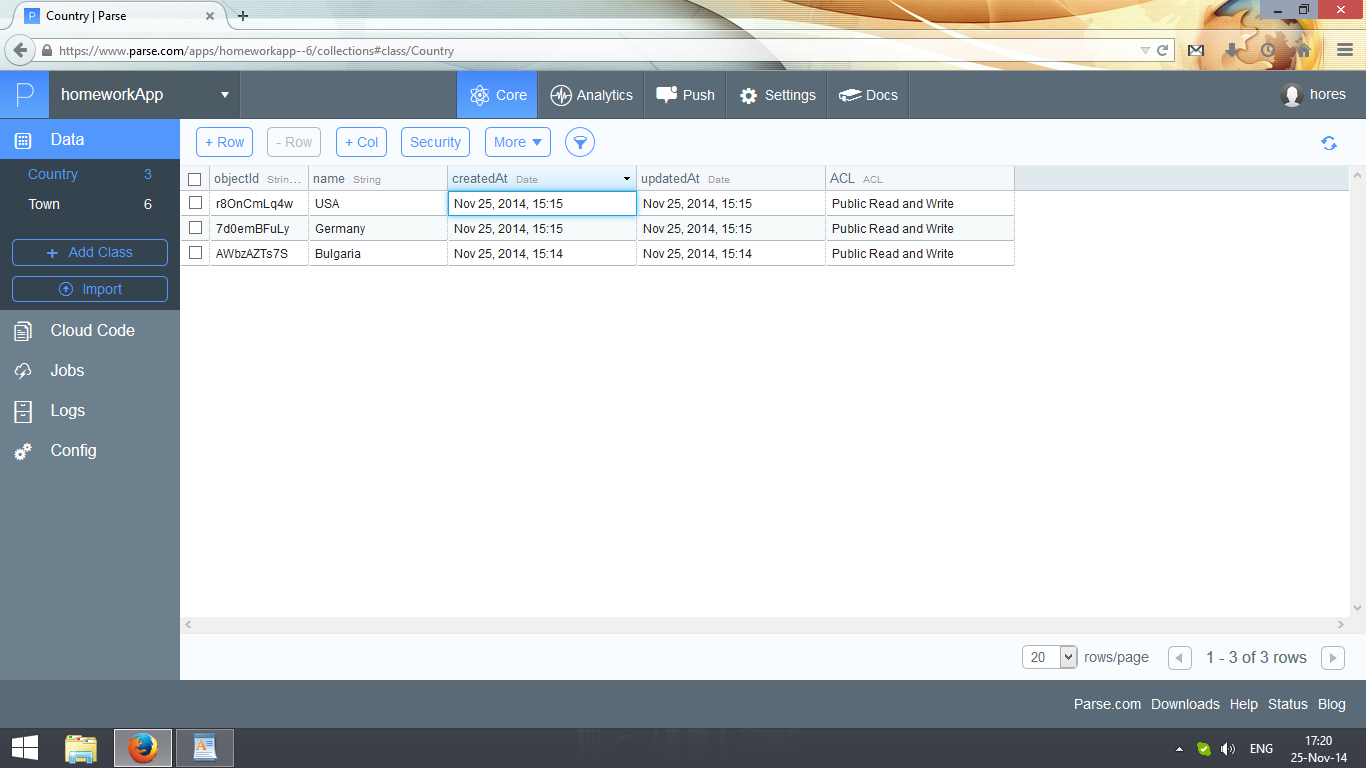 Country | Parse
https://www.parse.com/apps/homeworkapp--6/collections#class/Country
homeworkApp
Core
Analytics
Push
Settings
Docs
hores
Data
+ Row
- Row
+ Col
Security
More
Country 3
Town 6
+ Add Class
Import
Cloud Code
Jobs
Logs
Config
objectId Strin... name String createdAt Date updatedAt Date ACL ACL
r8OnCmLq4w USA Nov 25, 2014, 15:15 Nov 25, 2014, 15:15 Public Read and Write
7d0emBFuLy Germany Nov 25, 2014, 15:15 Nov 25, 2014, 15:15 Public Read and Write
AWbzAZTs7S Bulgaria Nov 25, 2014, 15:14 Nov 25, 2014, 15:14 Public Read and Write
20 rows/page 1 - 3 of 3 rows
Parse.com Downloads Help Status Blog
ENG
17:20
25-Nov-14